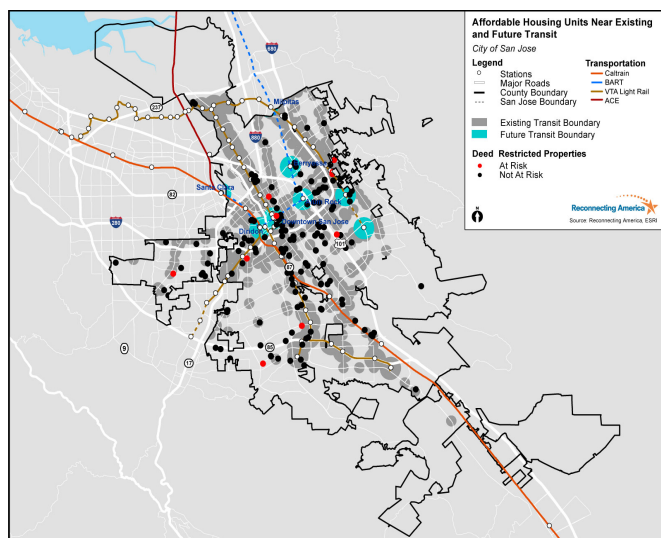 Affordable Housing Units Near Existing
and Future Transit
City of San Jose
Legend
Stations
Major Roads
County Boundary
San Jose Boundary
Existing Transit Boundary
Future Transit Boundary
Transportation
Caltrain
BART
VTA Light Rail
ACE
Deed Restricted Properties
At Risk
Not At Risk
N
Reconnecting America
Source: Reconnecting America, ESRI
880
237
Milpitas
880
Santa Clara
82
Downtown San Jose
Diridon
280
101
87
85
9
17